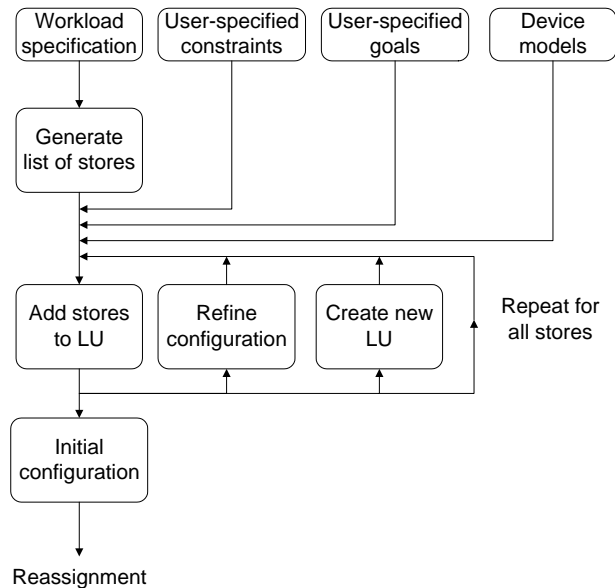 Workload
specification
User-specified
constraints
User-specified
goals
Device
models
Generate
list of stores
Add stores
to LU
Refine
configuration
Create new
LU
Repeat for
all stores
Initial
configuration
Reassignment